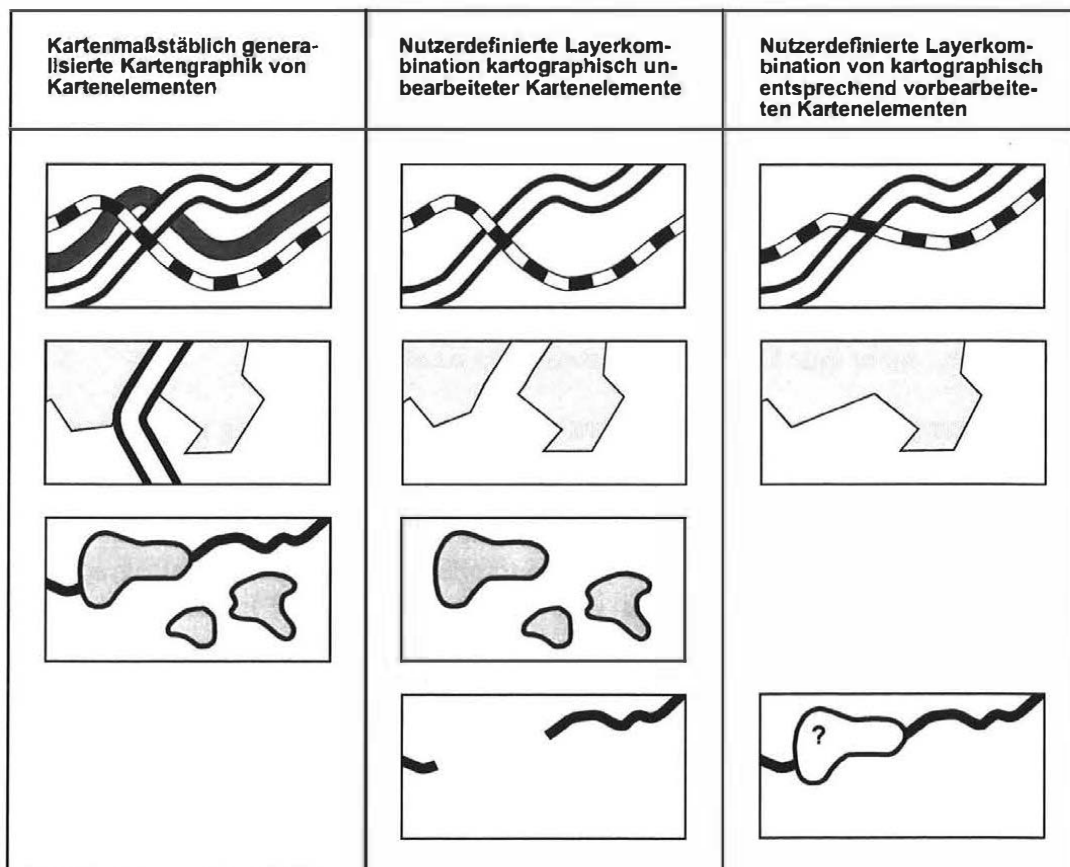 Kartenmaßstäblich genera-
lisierte Kartengraphik von
Kartenelementen
Nutzerdefinierte Layerkom-
bination kartographisch un-
bearbeiteter Kartenelemente
Nutzerdefinierte Layerkom-
bination von kartographisch
entsprechend vorbearbeite-
ten Kartenelementen
?